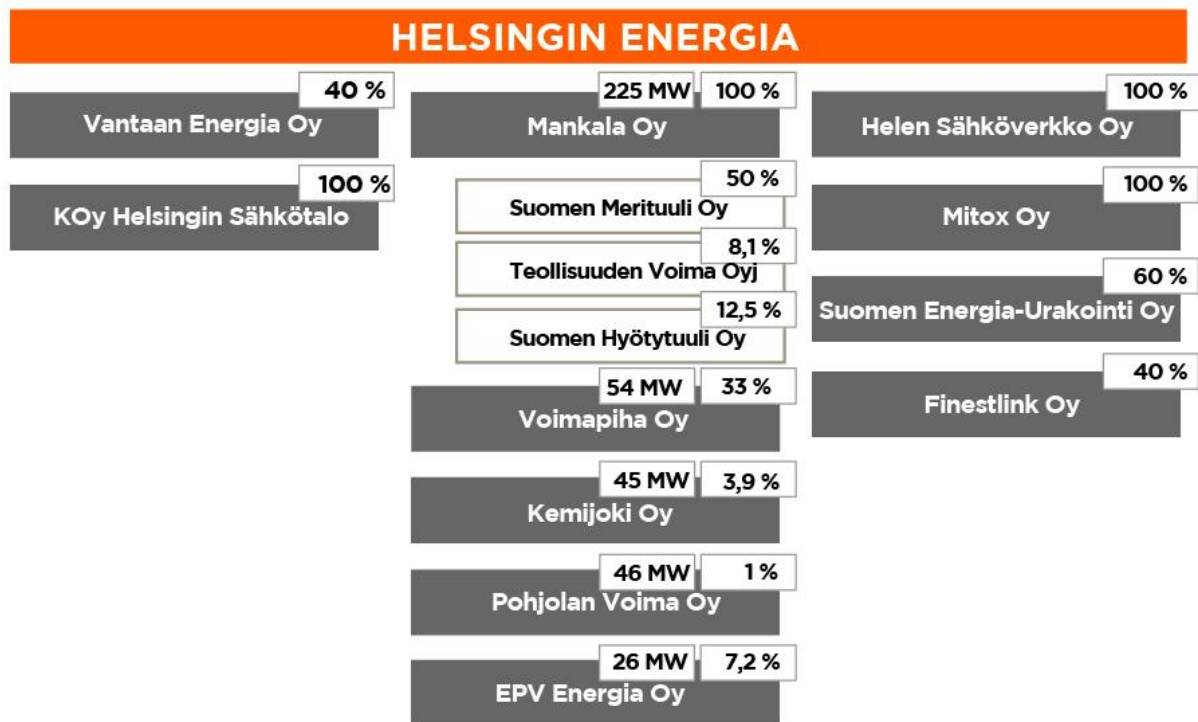 HELSINGIN ENERGIA
40 %
Vantaan Energia Oy
100 %
KOy Helsingin Sähkötalo
225 MW 100 %
Mankala Oy
50 %
Suomen Merituuli Oy
8,1 %
Teollisuuden Voima Oyj
12,5 %
Suomen Hyötytuuli Oy
54 MW 33 %
Voimapiha Oy
45 MW 3,9 %
Kemijoki Oy
46 MW 1 %
Pohjolan Voima Oy
26 MW 7,2 %
EPV Energia Oy
100 %
Helen Sähköverkko Oy
100 %
Mitox Oy
60 %
Suomen Energia-Urakointi Oy
40 %
Finestlink Oy